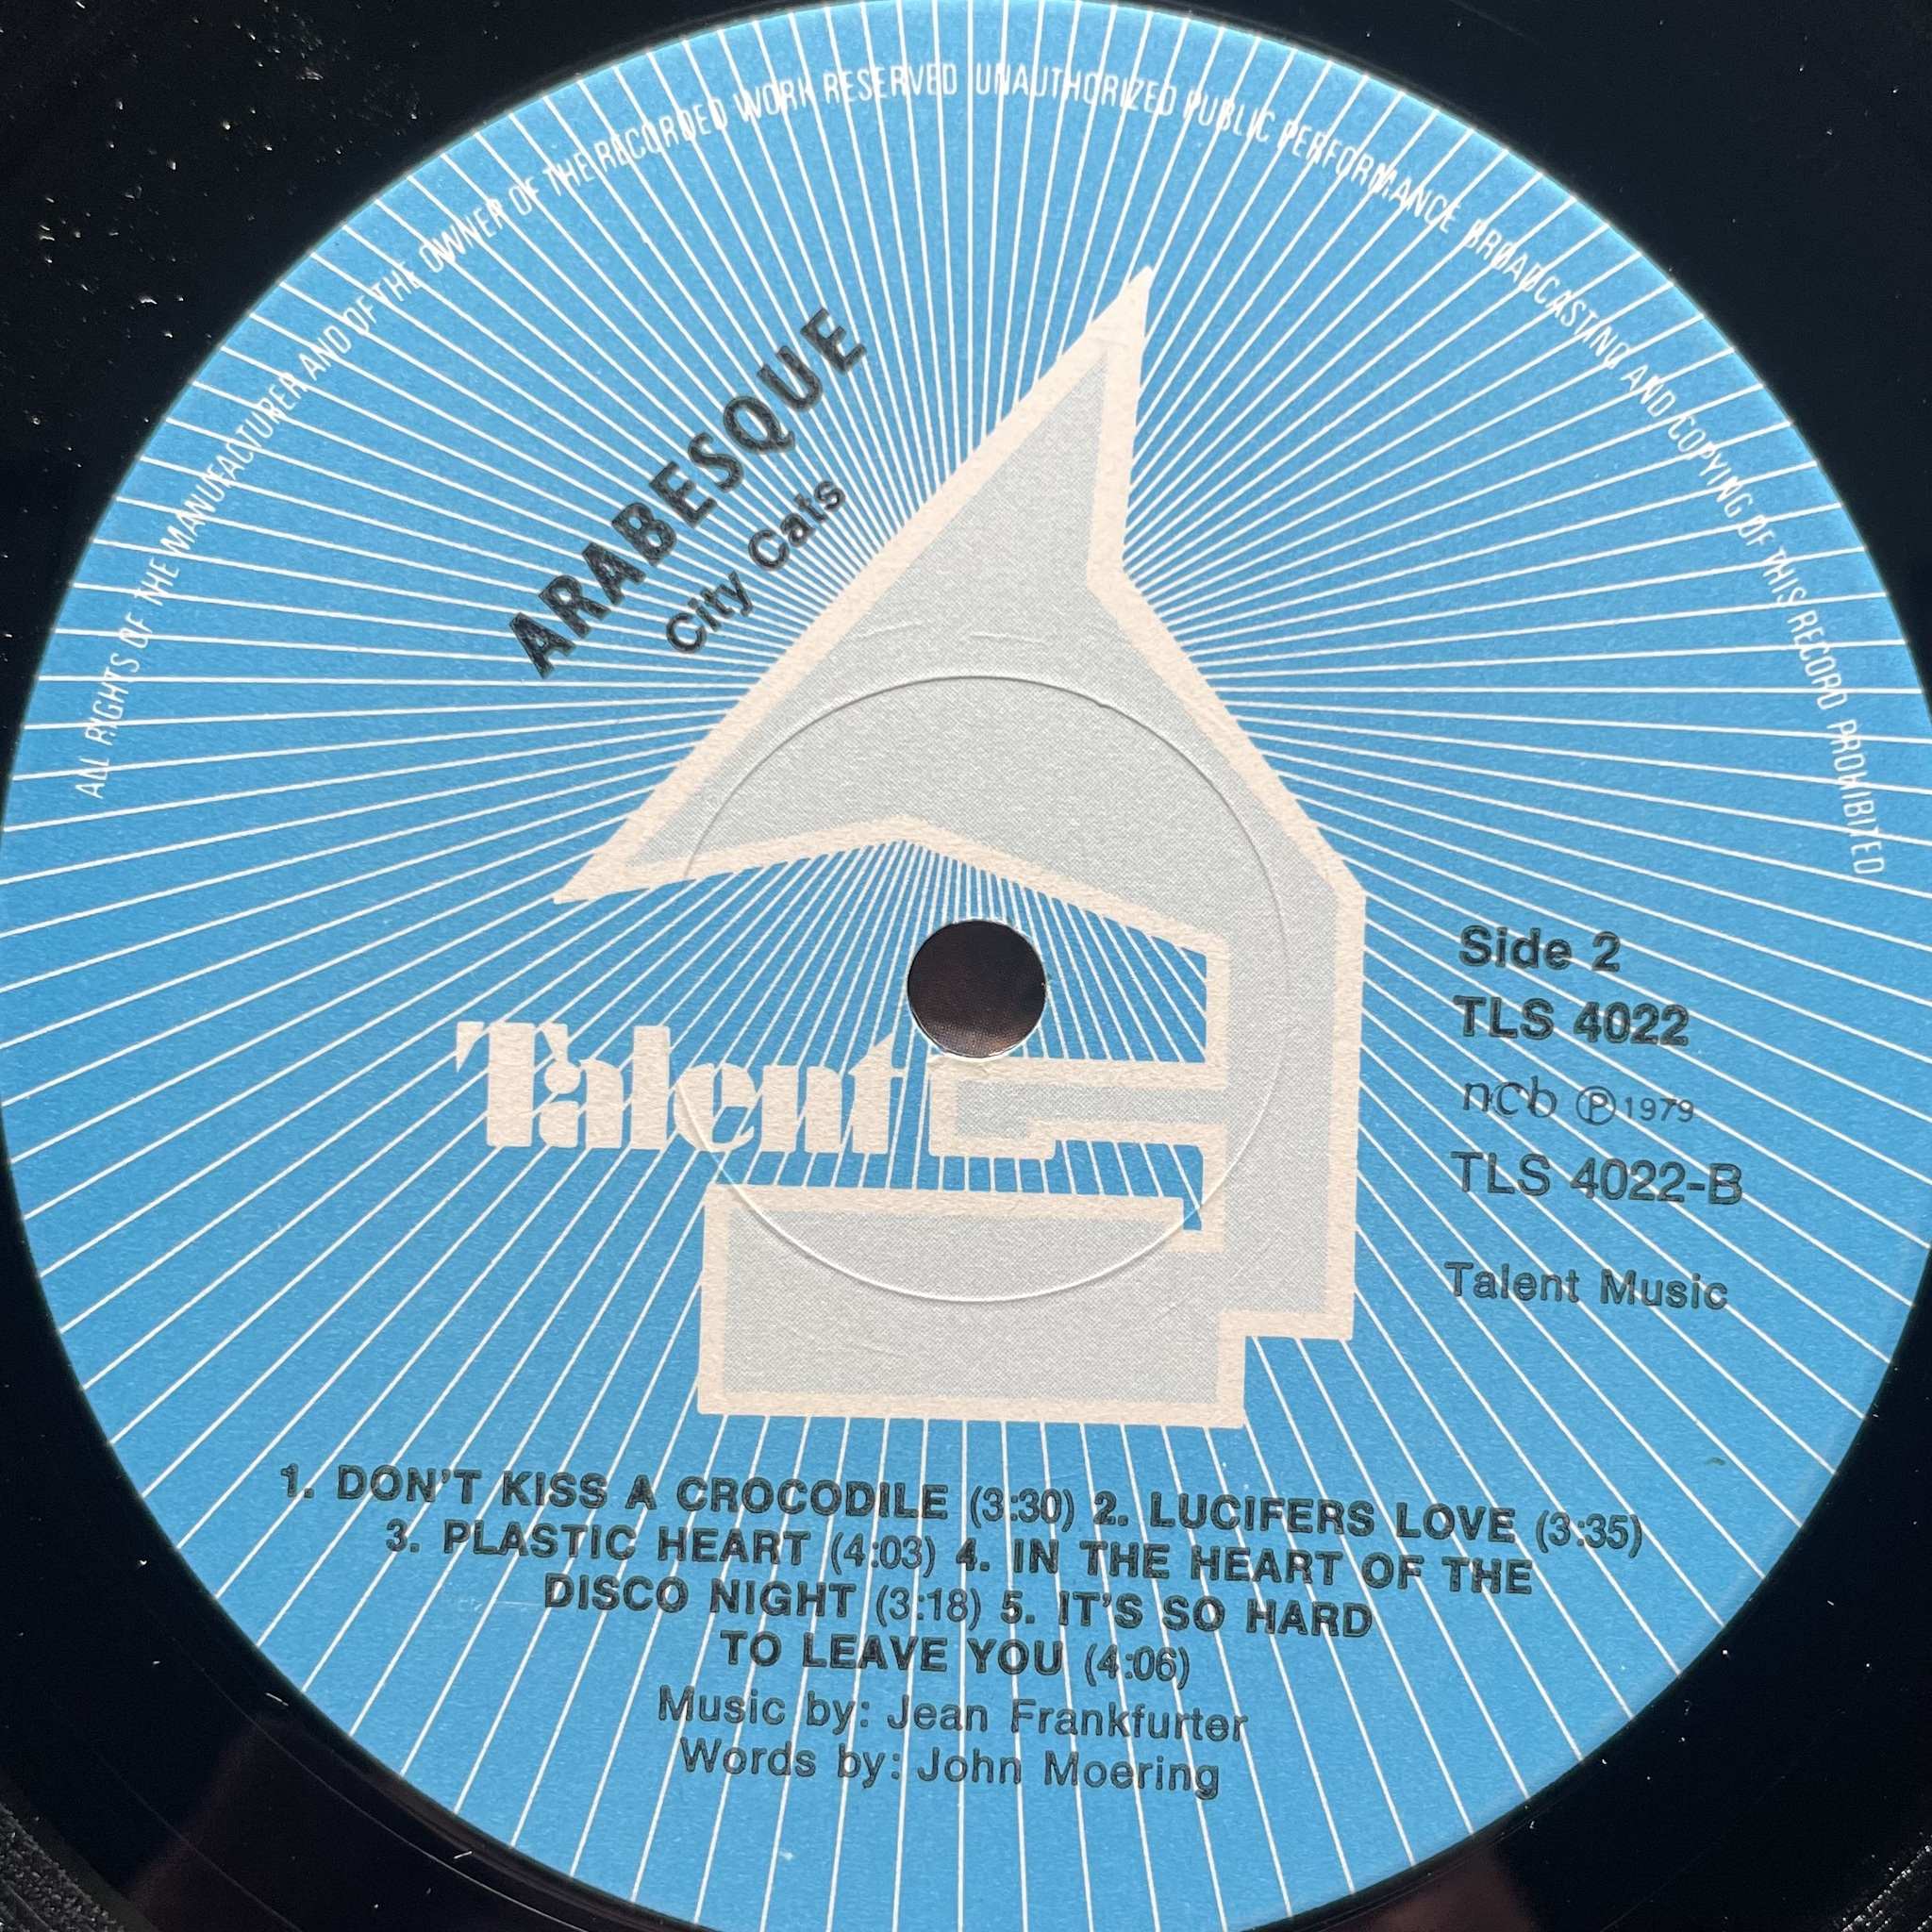 ALL RIGHTS OF THE MANUFACTURER AND OF THE OWNER OF THE RECORDED WORK RESERVED UNAUTHORIZED PUBLIC PERFORMANCE BROADCASTING AND COPYING OF THIS RECORD PROHIBITED
ARABESQUE
City Cats
Talent
Side 2
TLS 4022
ncb Ⓟ 1979
TLS 4022-B
Talent Music
1. DON'T KISS A CROCODILE (3:30) 2. LUCIFERS LOVE (3:35)
3. PLASTIC HEART (4:03) 4. IN THE HEART OF THE
DISCO NIGHT (3:18) 5. IT'S SO HARD
TO LEAVE YOU (4:06)
Music by: Jean Frankfurter
Words by: John Moering